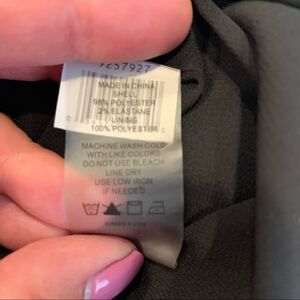 9257927
MADE IN CHINA
SHELL
98% POLYESTER
2% ELASTANE
LINING
100% POLYESTER
MACHINE WASH COLD
WITH LIKE COLORS
DO NOT USE BLEACH
LINE DRY
USE LOW IRON
IF NEEDED